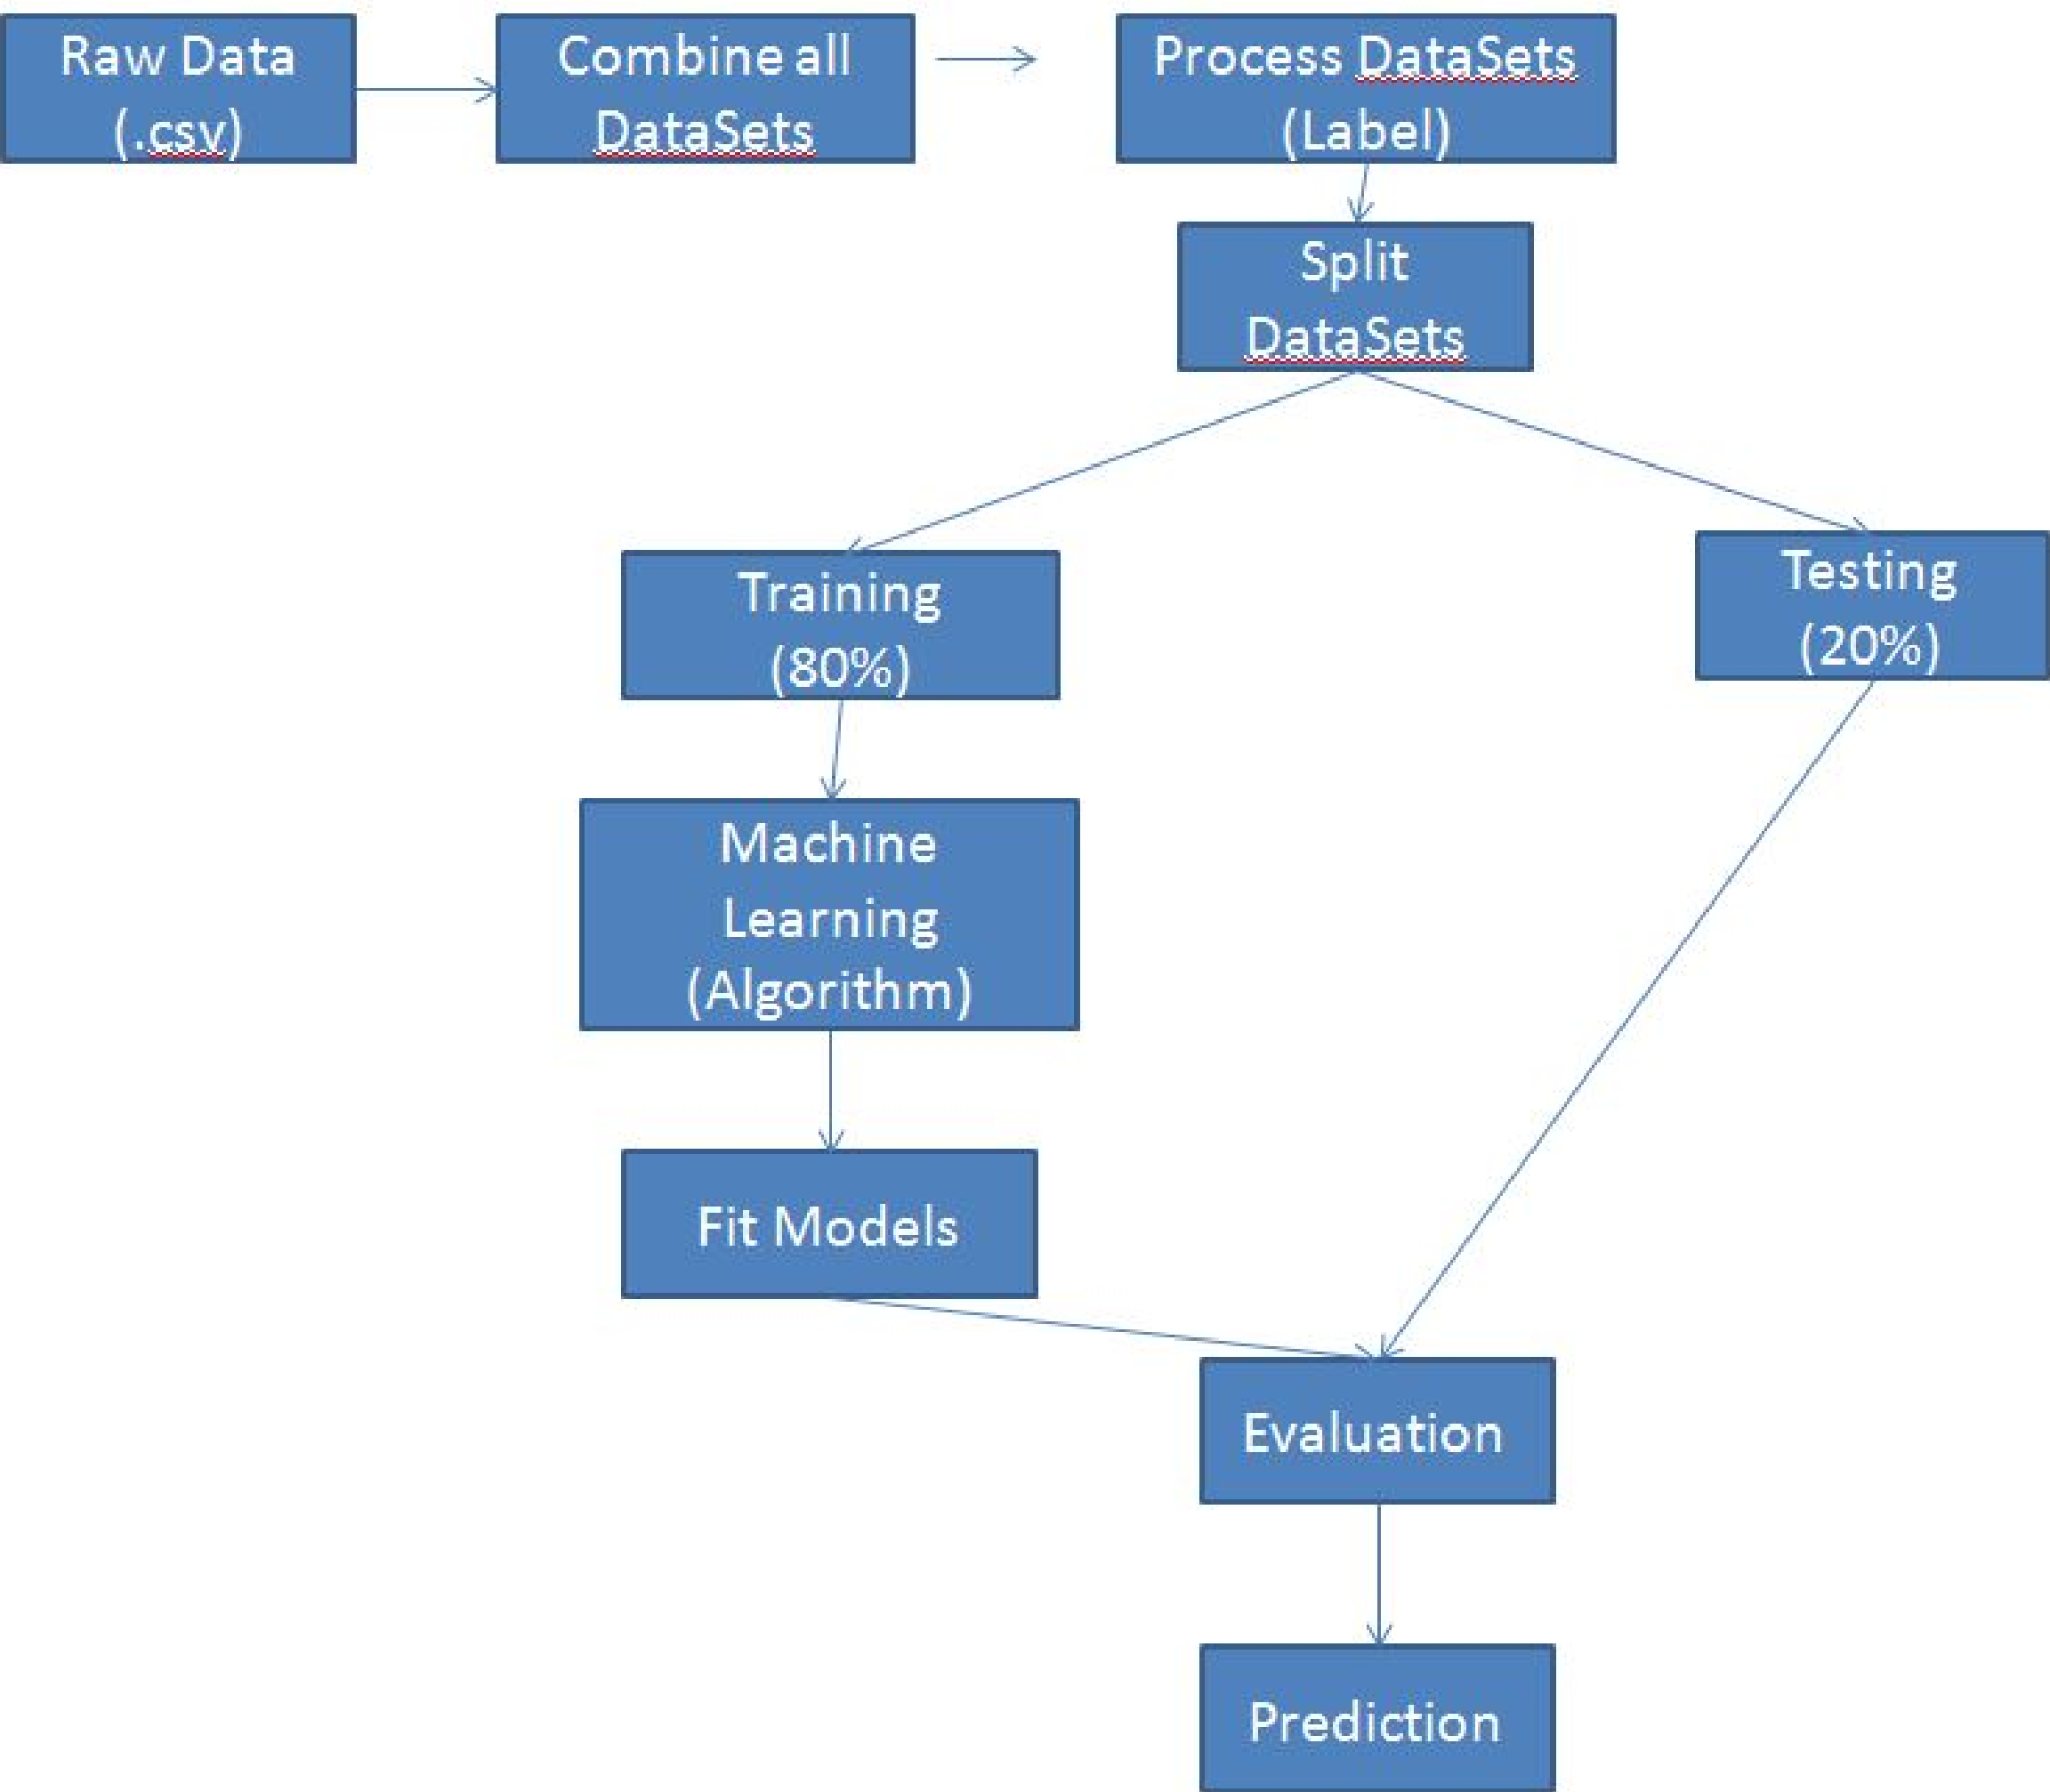 Raw Data
(.csv)
Combine all
DataSets
Process DataSets
(Label)
Split
DataSets
Training
(80%)
Testing
(20%)
Machine
Learning
(Algorithm)
Fit Models
Evaluation
Prediction